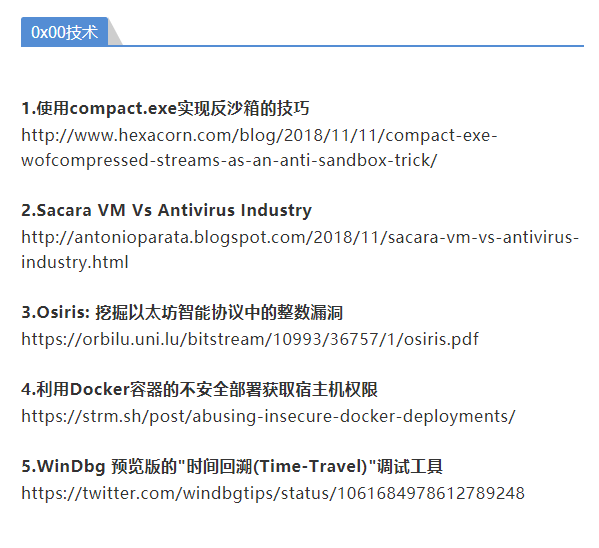 0x00技术
1.使用compact.exe实现反沙箱的技巧
http://www.hexacorn.com/blog/2018/11/11/compact-exe-
wofcompressed-streams-as-an-anti-sandbox-trick/
2.Sacara VM Vs Antivirus Industry
http://antonioparata.blogspot.com/2018/11/sacara-vm-vs-antivirus-
industry.html
3.Osiris: 挖掘以太坊智能协议中的整数漏洞
https://orbilu.uni.lu/bitstream/10993/36757/1/osiris.pdf
4.利用Docker容器的不安全部署获取宿主机权限
https://strm.sh/post/abusing-insecure-docker-deployments/
5.WinDbg 预览版的"时间回溯(Time-Travel)"调试工具
https://twitter.com/windbgtips/status/1061684978612789248